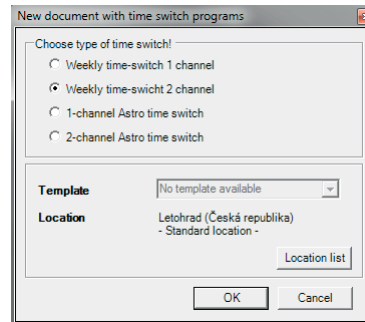 New document with time switch programs
Choose type of time switch!
Weekly time-switch 1 channel
Weekly time-swicht 2 channel
1-channel Astro time switch
2-channel Astro time switch
Template No template available
Location Letohrad (Česká republika)
- Standard location -
Location list
OK Cancel